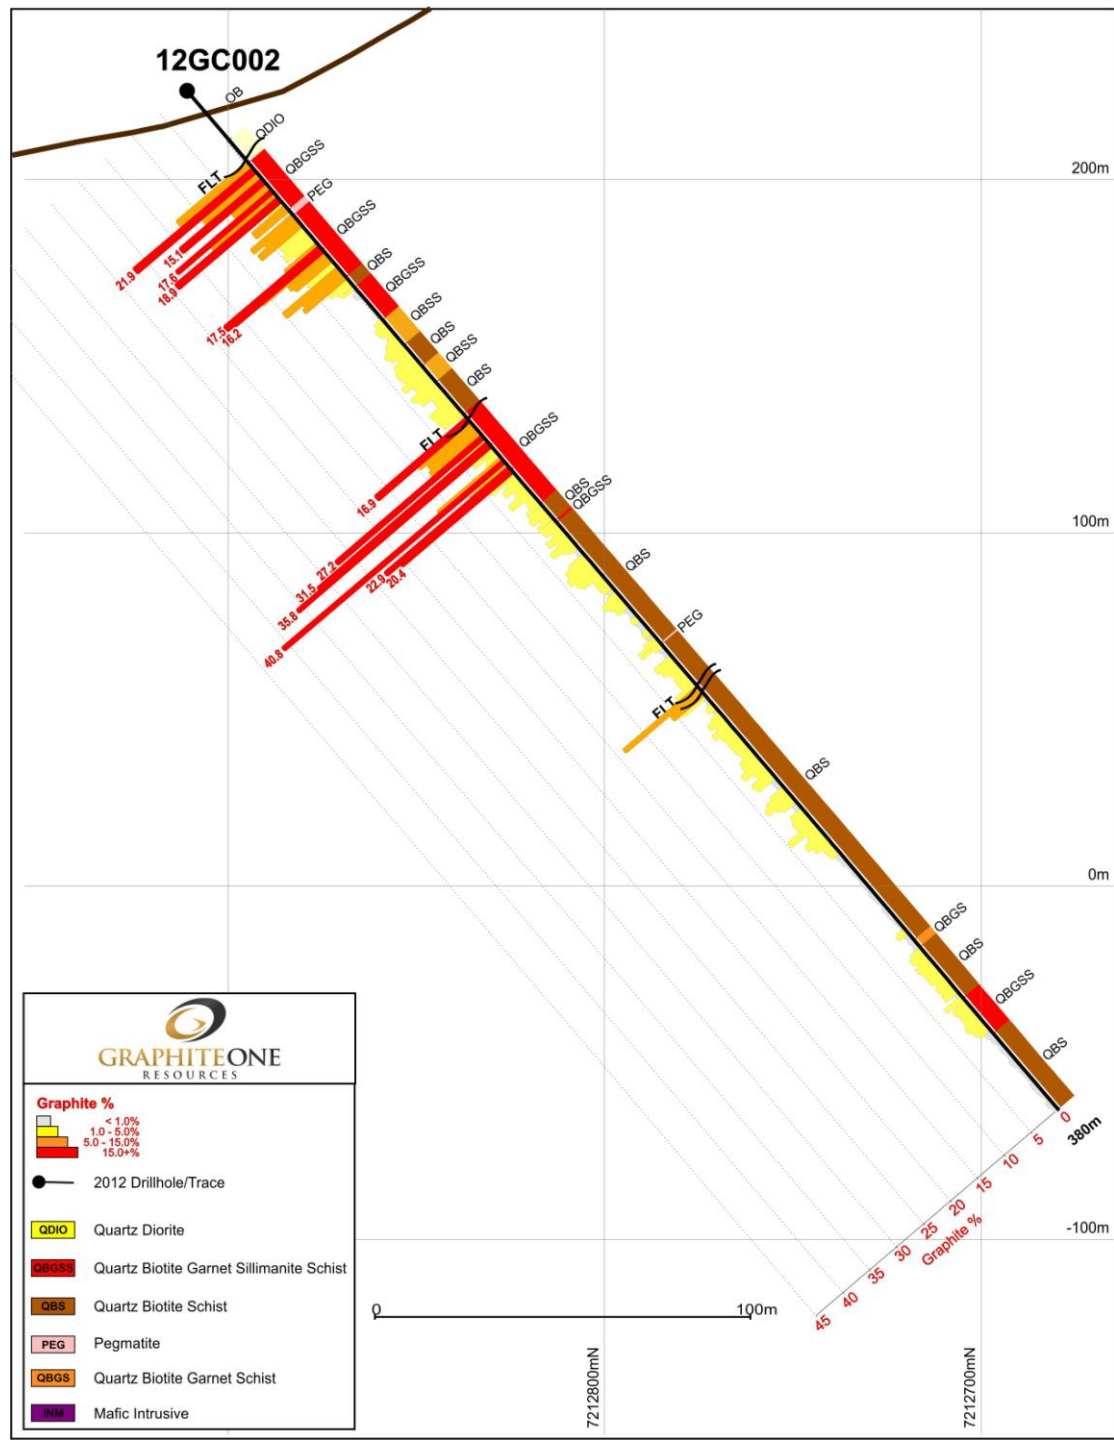 12GC002
OB
QDIO
FLT
QBGSS
PEG
QBGSS
QBS
QBGSS
QBSS
QBS
QBSS
QBS
FLT
QBGSS
QBS
QBGSS
QBS
PEG
FLT
QBS
QBGS
QBS
QBGSS
QBS
21.9
15.1
17.6
18.9
17.5
16.2
16.9
27.2
31.5
35.8
40.8
22.9
20.4
200m
100m
0m
-100m
380m
0
5
10
15
20
25
30
35
40
45
Graphite %
0
100m
7212800mN
7212700mN
GRAPHITEONE
RESOURCES
Graphite %
< 1.0%
1.0 - 5.0%
5.0 - 15.0%
15.0+%
2012 Drillhole/Trace
QDIO Quartz Diorite
QBGSS Quartz Biotite Garnet Sillimanite Schist
QBS Quartz Biotite Schist
PEG Pegmatite
QBGS Quartz Biotite Garnet Schist
INM Mafic Intrusive